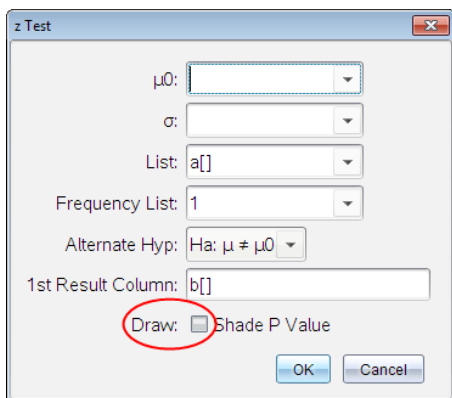 z Test
μ0:
σ:
List: a[]
Frequency List: 1
Alternate Hyp: Ha: μ ≠ μ0
1st Result Column: b[]
Draw: Shade P Value
OK Cancel